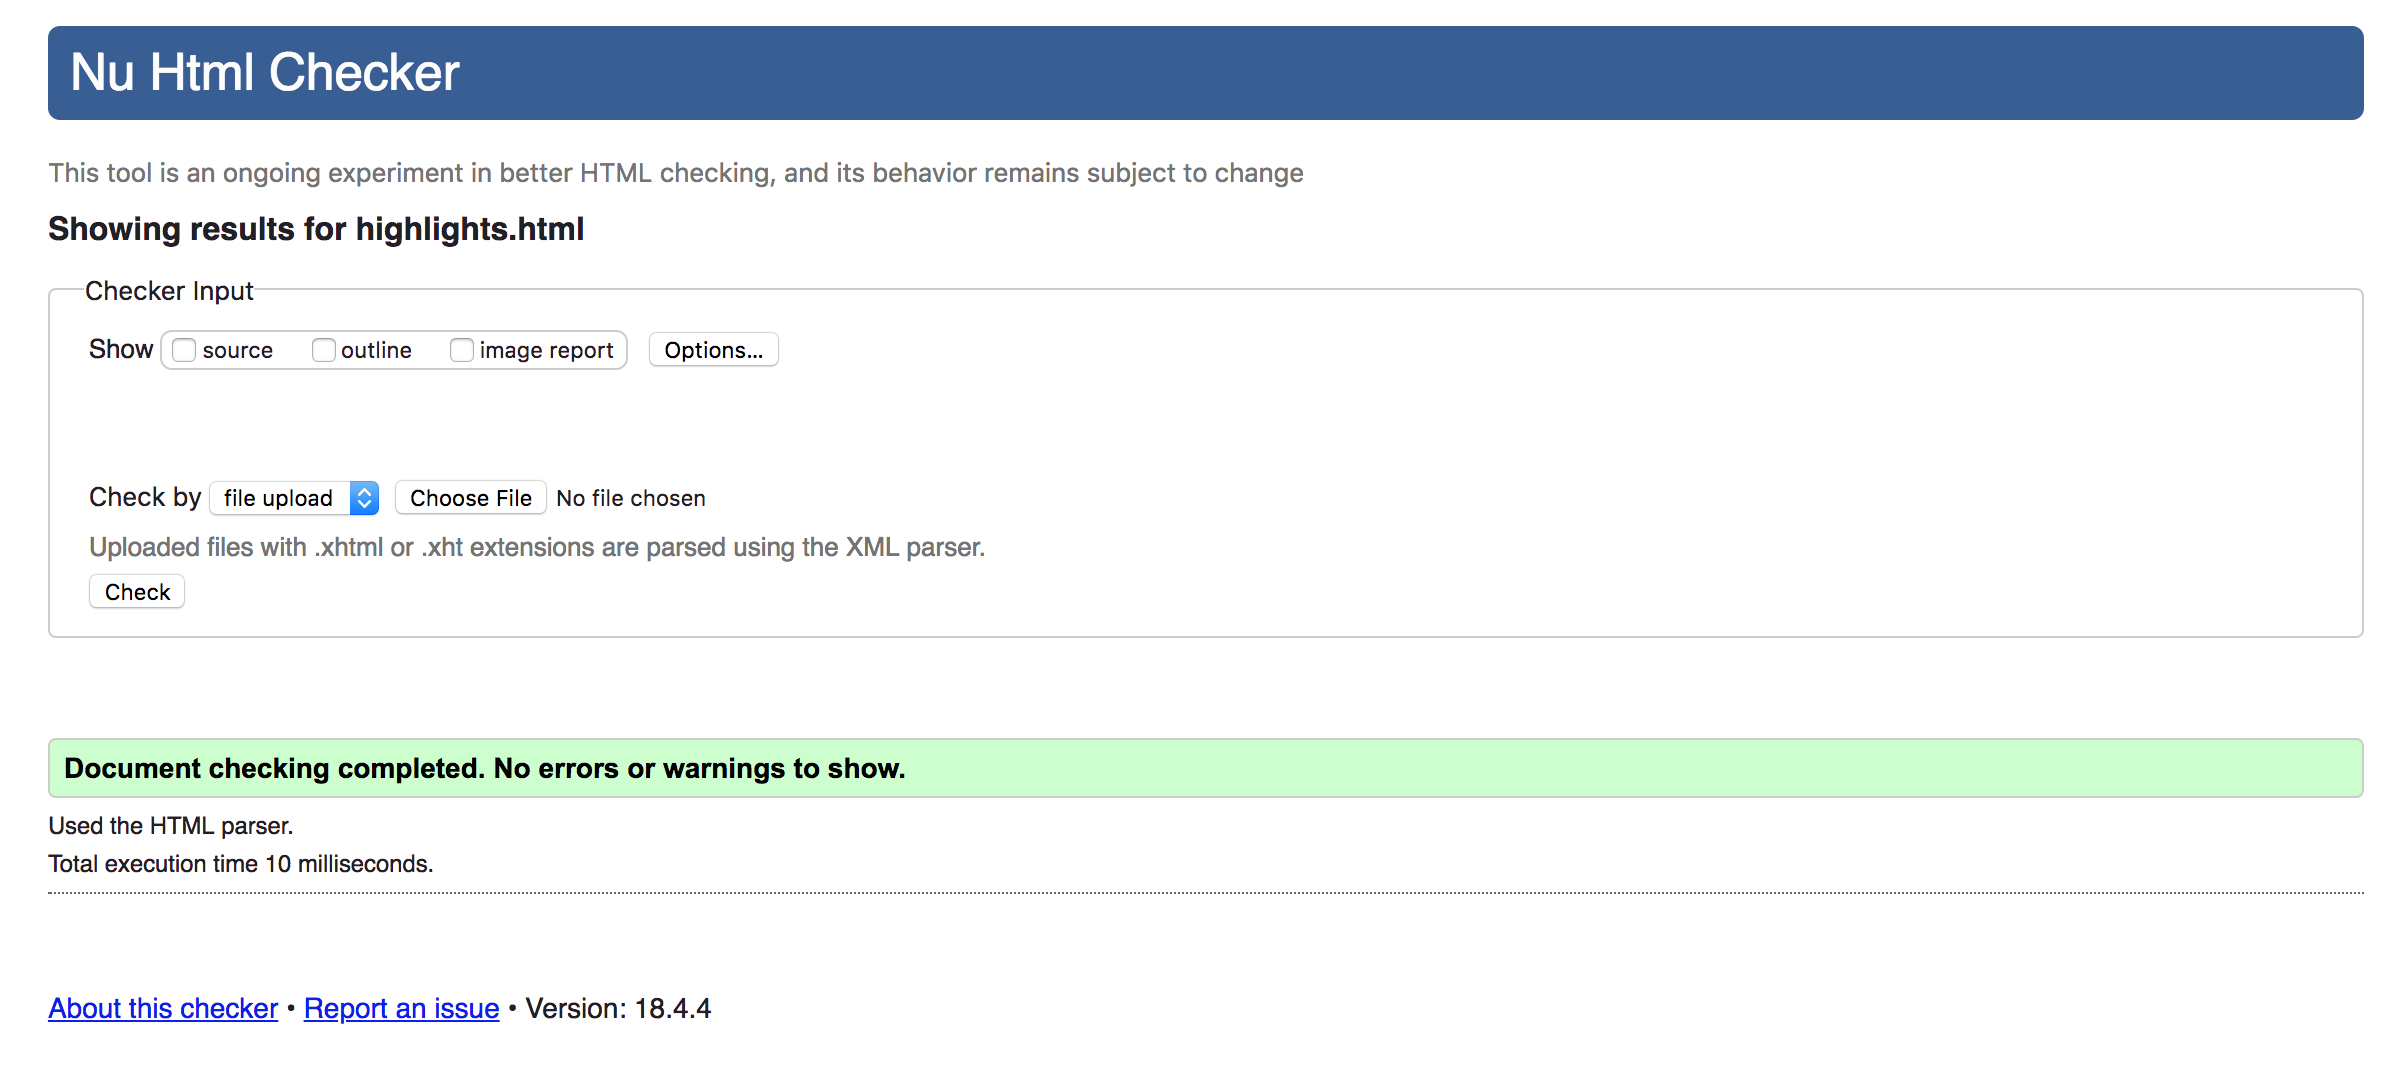 Nu Html Checker
This tool is an ongoing experiment in better HTML checking, and its behavior remains subject to change
Showing results for highlights.html
Checker Input
Show source outline image report Options...
Check by file upload Choose File No file chosen
Uploaded files with .xhtml or .xht extensions are parsed using the XML parser.
Check
Document checking completed. No errors or warnings to show.
Used the HTML parser.
Total execution time 10 milliseconds.
About this checker • Report an issue • Version: 18.4.4